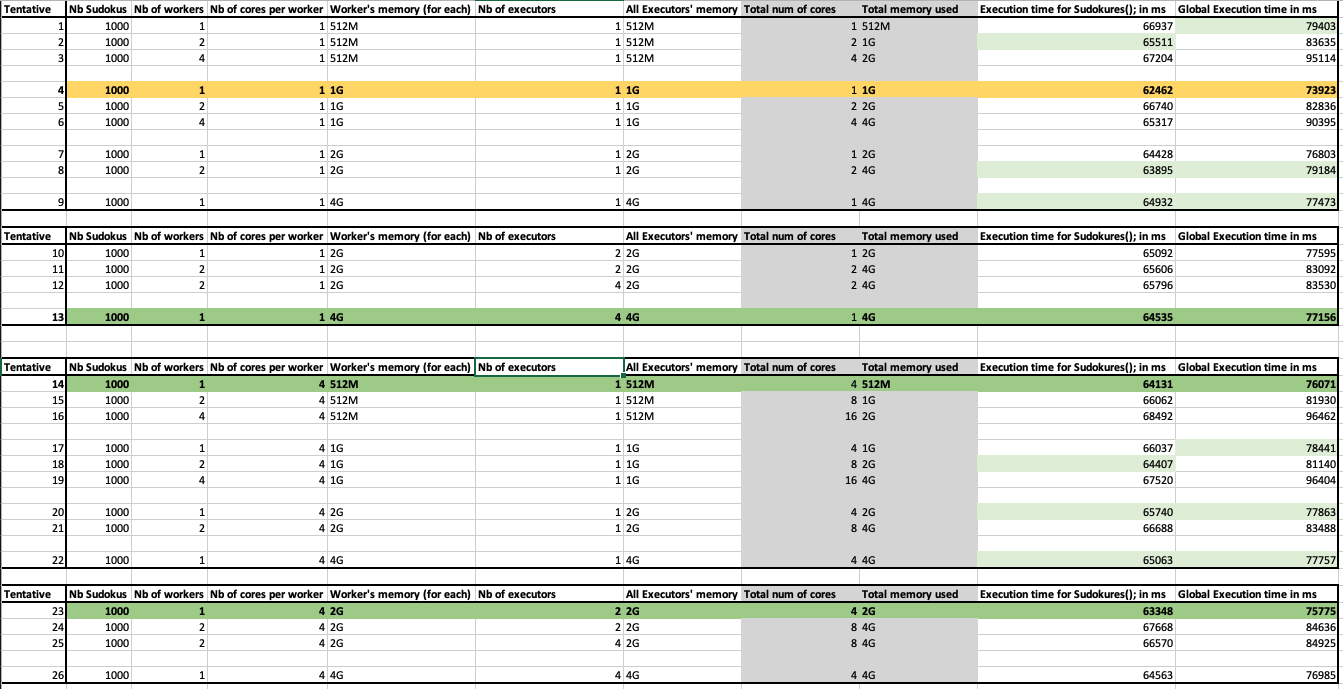 Tentative Nb Sudokus Nb of workers Nb of cores per worker Worker's memory (for each) Nb of executors All Executors' memory Total num of cores Total memory used Execution time for Sudokures(); in ms Global Execution time in ms
1 1000 1 1 512M 1 512M 1 512M 66937 79403
2 1000 2 1 512M 1 512M 2 1G 65511 83635
3 1000 4 1 512M 1 512M 4 2G 67204 95114
4 1000 1 1 1G 1 1G 1 1G 62462 73923
5 1000 2 1 1G 1 1G 2 2G 66740 82836
6 1000 4 1 1G 1 1G 4 4G 65317 90395
7 1000 1 1 2G 1 2G 1 2G 64428 76803
8 1000 2 1 2G 1 2G 2 4G 63895 79184
9 1000 1 1 4G 1 4G 1 4G 64932 77473
Tentative Nb Sudokus Nb of workers Nb of cores per worker Worker's memory (for each) Nb of executors All Executors' memory Total num of cores Total memory used Execution time for Sudokures(); in ms Global Execution time in ms
10 1000 1 1 2G 2 2G 1 2G 65092 77595
11 1000 2 1 2G 2 2G 2 4G 65606 83092
12 1000 2 1 2G 4 2G 2 4G 65796 83530
13 1000 1 1 4G 4 4G 1 4G 64535 77156
Tentative Nb Sudokus Nb of workers Nb of cores per worker Worker's memory (for each) Nb of executors All Executors' memory Total num of cores Total memory used Execution time for Sudokures(); in ms Global Execution time in ms
14 1000 1 4 512M 1 512M 4 512M 64131 76071
15 1000 2 4 512M 1 512M 8 1G 66062 81930
16 1000 4 4 512M 1 512M 16 2G 68492 96462
17 1000 1 4 1G 1 1G 4 1G 66037 78441
18 1000 2 4 1G 1 1G 8 2G 64407 81140
19 1000 4 4 1G 1 1G 16 4G 67520 96404
20 1000 1 4 2G 1 2G 4 2G 65740 77863
21 1000 2 4 2G 1 2G 8 4G 66688 83488
22 1000 1 4 4G 1 4G 4 4G 65063 77757
Tentative Nb Sudokus Nb of workers Nb of cores per worker Worker's memory (for each) Nb of executors All Executors' memory Total num of cores Total memory used Execution time for Sudokures(); in ms Global Execution time in ms
23 1000 1 4 2G 2 2G 4 2G 63348 75775
24 1000 2 4 2G 2 2G 8 4G 67668 84636
25 1000 2 4 2G 4 2G 8 4G 66570 84925
26 1000 1 4 4G 4 4G 4 4G 64563 76985